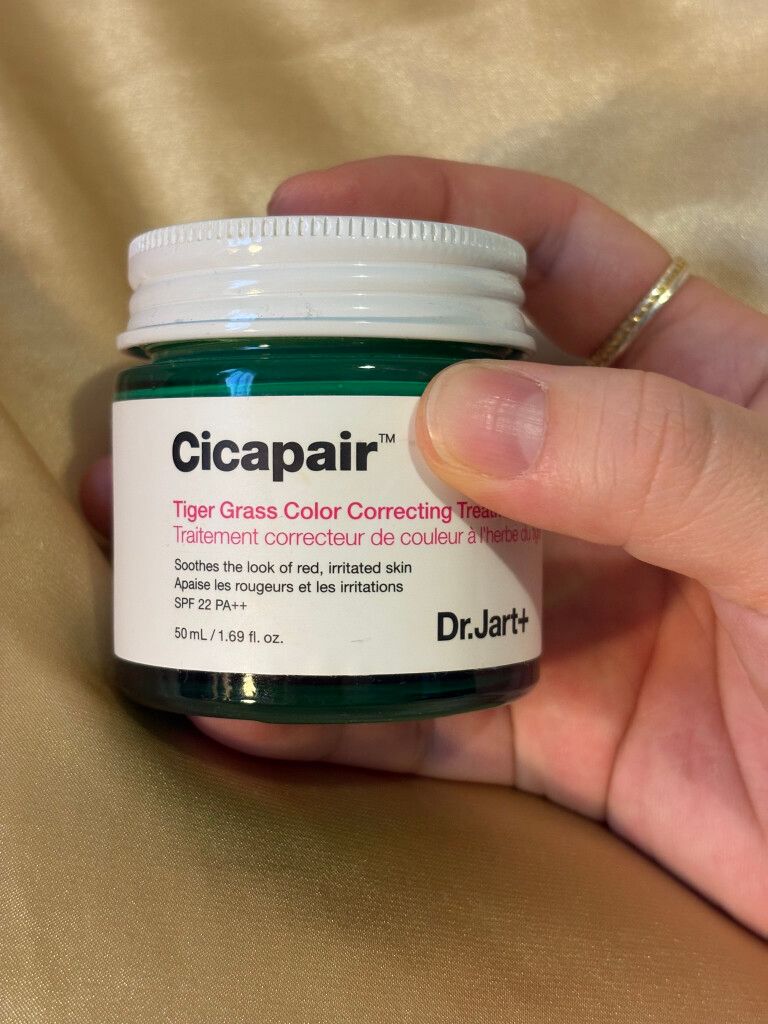 Cicapair™
Tiger Grass Color Correcting
Traitement correcteur de couleur à l'herbe du
Soothes the look of red, irritated skin
Apaise les rougeurs et les irritations
SPF 22 PA++
50 mL / 1.69 fl. oz.
Dr.Jart+